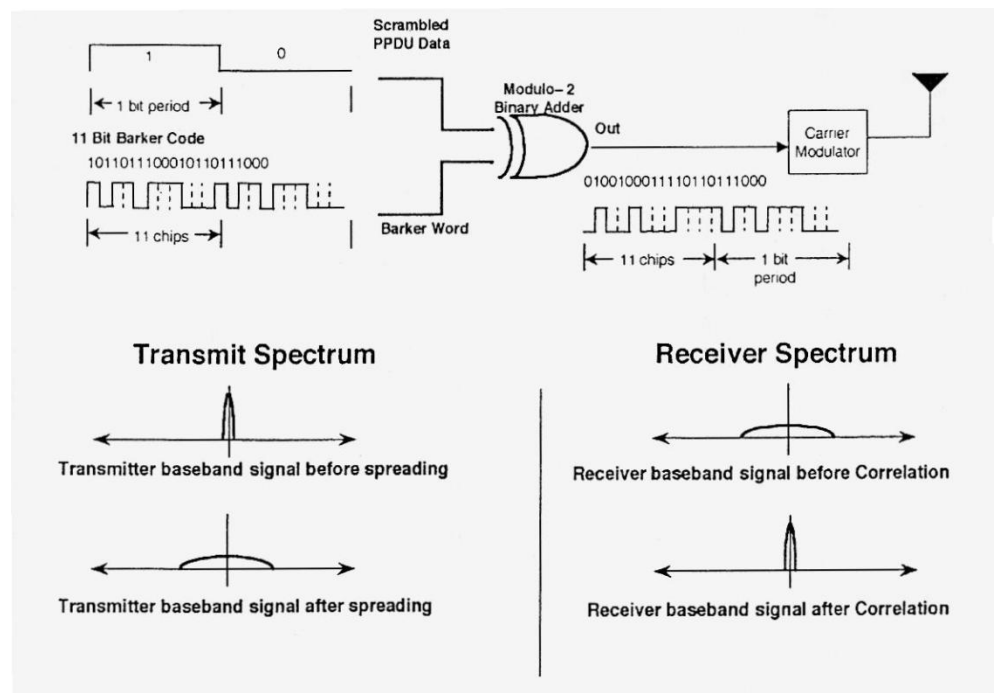 Scrambled
PPDU Data
1 0
1 bit period
11 Bit Barker Code
1011011100010110111000
11 chips
Barker Word
Modulo-2
Binary Adder
Out
0100100011110110111000
11 chips
1 bit
period
Carrier
Modulator
Transmit Spectrum
Transmitter baseband signal before spreading
Transmitter baseband signal after spreading
Receiver Spectrum
Receiver baseband signal before Correlation
Receiver baseband signal after Correlation